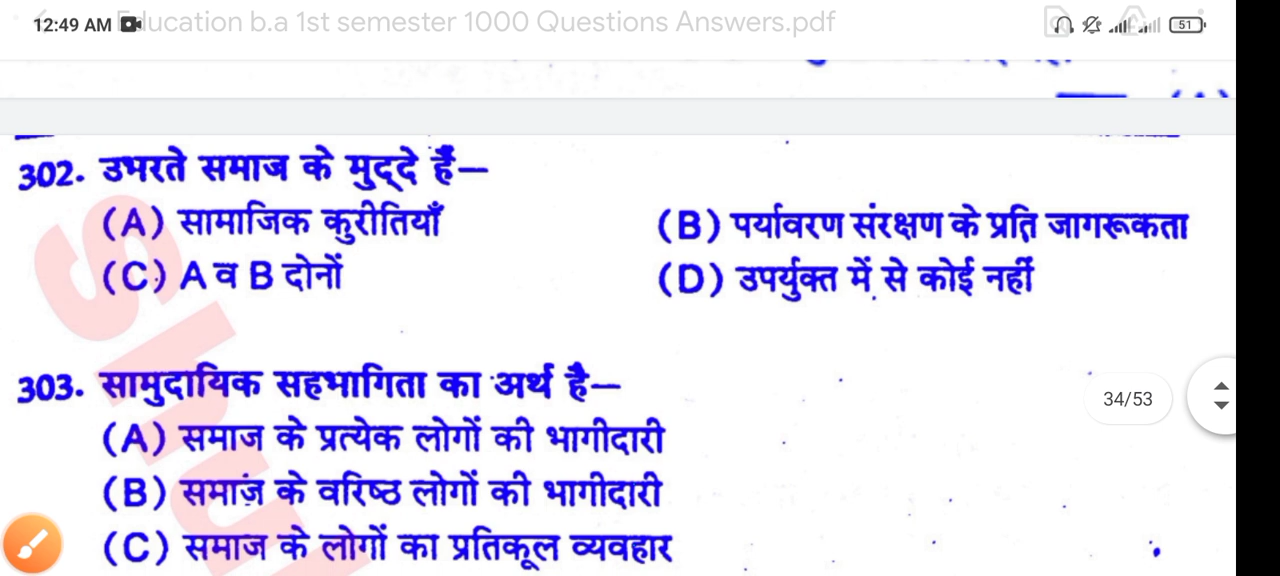 12:49 AM Education b.a 1st semester 1000 Questions Answers.pdf 51
302. उभरते समाज के मुद्दे हैं—
(A) सामाजिक कुरीतियाँ (B) पर्यावरण संरक्षण के प्रति जागरूकता
(C) A व B दोनों (D) उपर्युक्त में से कोई नहीं
303. सामुदायिक सहभागिता का अर्थ है—
34/53
(A) समाज के प्रत्येक लोगों की भागीदारी
(B) समाज के वरिष्ठ लोगों की भागीदारी
(C) समाज के लोगों का प्रतिकूल व्यवहार